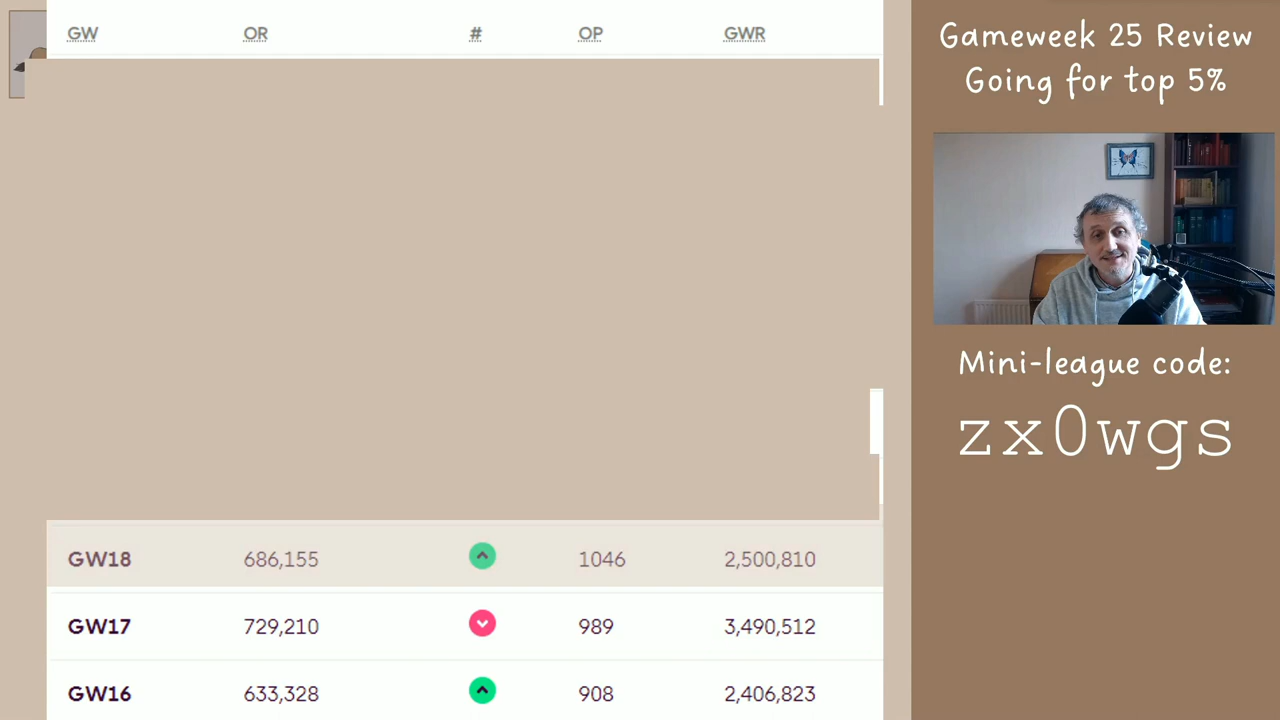 GW OR # OP GWR
GW18 686,155 1046 2,500,810
GW17 729,210 989 3,490,512
GW16 633,328 908 2,406,823
Gameweek 25 Review
Going for top 5%
Mini-league code:
zx0wgs